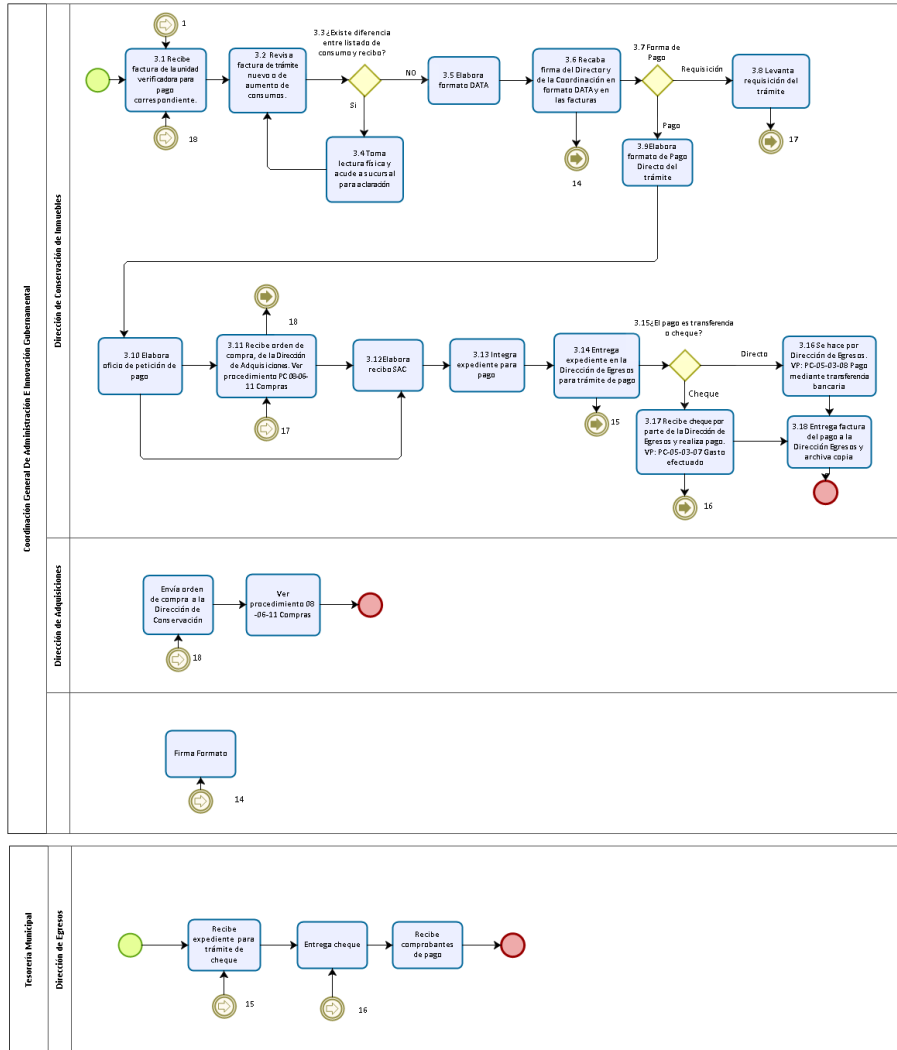 Coordinación General De Administración E Innovación Gubernamental
Dirección de Conservación de Inmuebles
1
3.1 Recibe
factura de la unidad
verificadora para
pago
correspondiente.
18
3.2 Revisa
factura de trámite
nuevo o de
aumento de
consumos.
3.3 ¿Existe diferencia
entre listado de
consumo y recibo?
NO
Si
3.4 Toma
lectura física y
acude a sucursal
para aclaración
3.5 Elabora
formato DATA
3.6 Recaba
firma del Director y
de la Coordinación en
formato DATA y en
las facturas
14
3.7 Forma de
Pago
Requisición
Pago
3.8 Levanta
requisición del
trámite
17
3.9 Elabora
formato de Pago
Directo del
trámite
3.10 Elabora
oficio de petición de
pago
18
3.11 Recibe orden de
compra, de la Dirección
de Adquisiciones. Ver
procedimiento PC 08-06-
11 Compras
17
3.12 Elabora
recibo SAC
3.13 Integra
expediente para
pago
3.14 Entrega
expediente en la
Dirección de Egresos
para trámite de pago
15
3.15 ¿El pago es transferencia
o cheque?
Directo
Cheque
3.16 Se hace por
Dirección de Egresos.
VP: PC-05-03-08 Pago
mediante transferencia
bancaria
3.17 Recibe cheque por
parte de la Dirección de
Egresos y realiza pago.
VP: PC-05-03-07 Gasto
efectuado
16
3.18 Entrega factura
del pago a la
Dirección Egresos y
archiva copia
Dirección de Adquisiciones
Envía orden
de compra a la
Dirección de
Conservación
18
Ver
procedimiento 08
-06-11 Compras
Firma Formato
14
Tesorería Municipal
Dirección de Egresos
Recibe
expediente para
trámite de
cheque
15
Entrega cheque
16
Recibe
comprobantes
de pago